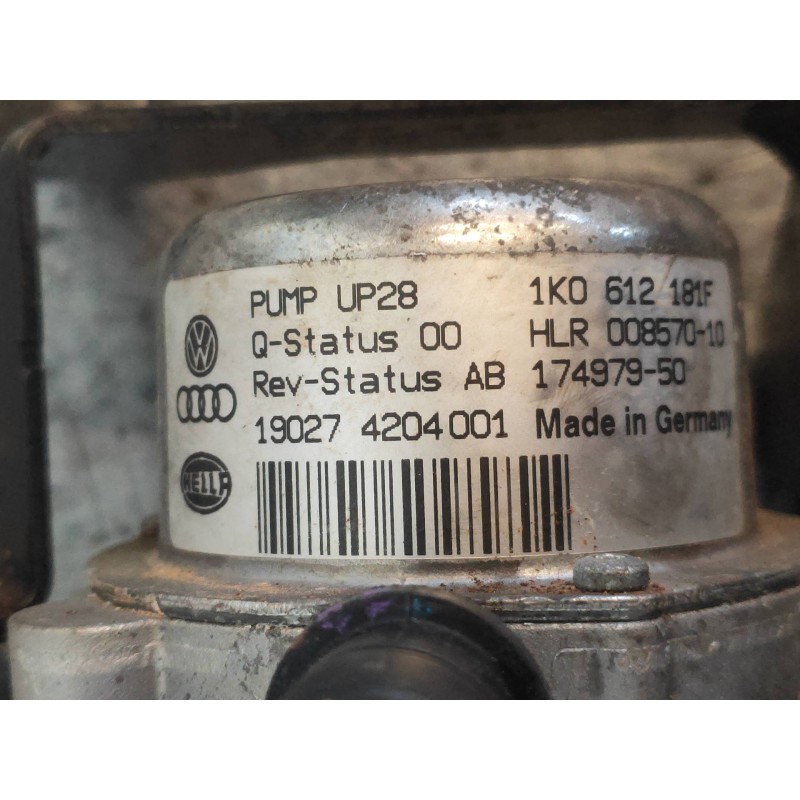 PUMP UP28 1K0 612 181F
Q-Status 00 HLR 008570-10
Rev-Status AB 174979-50
19027 4204001 Made in Germany
HELLA